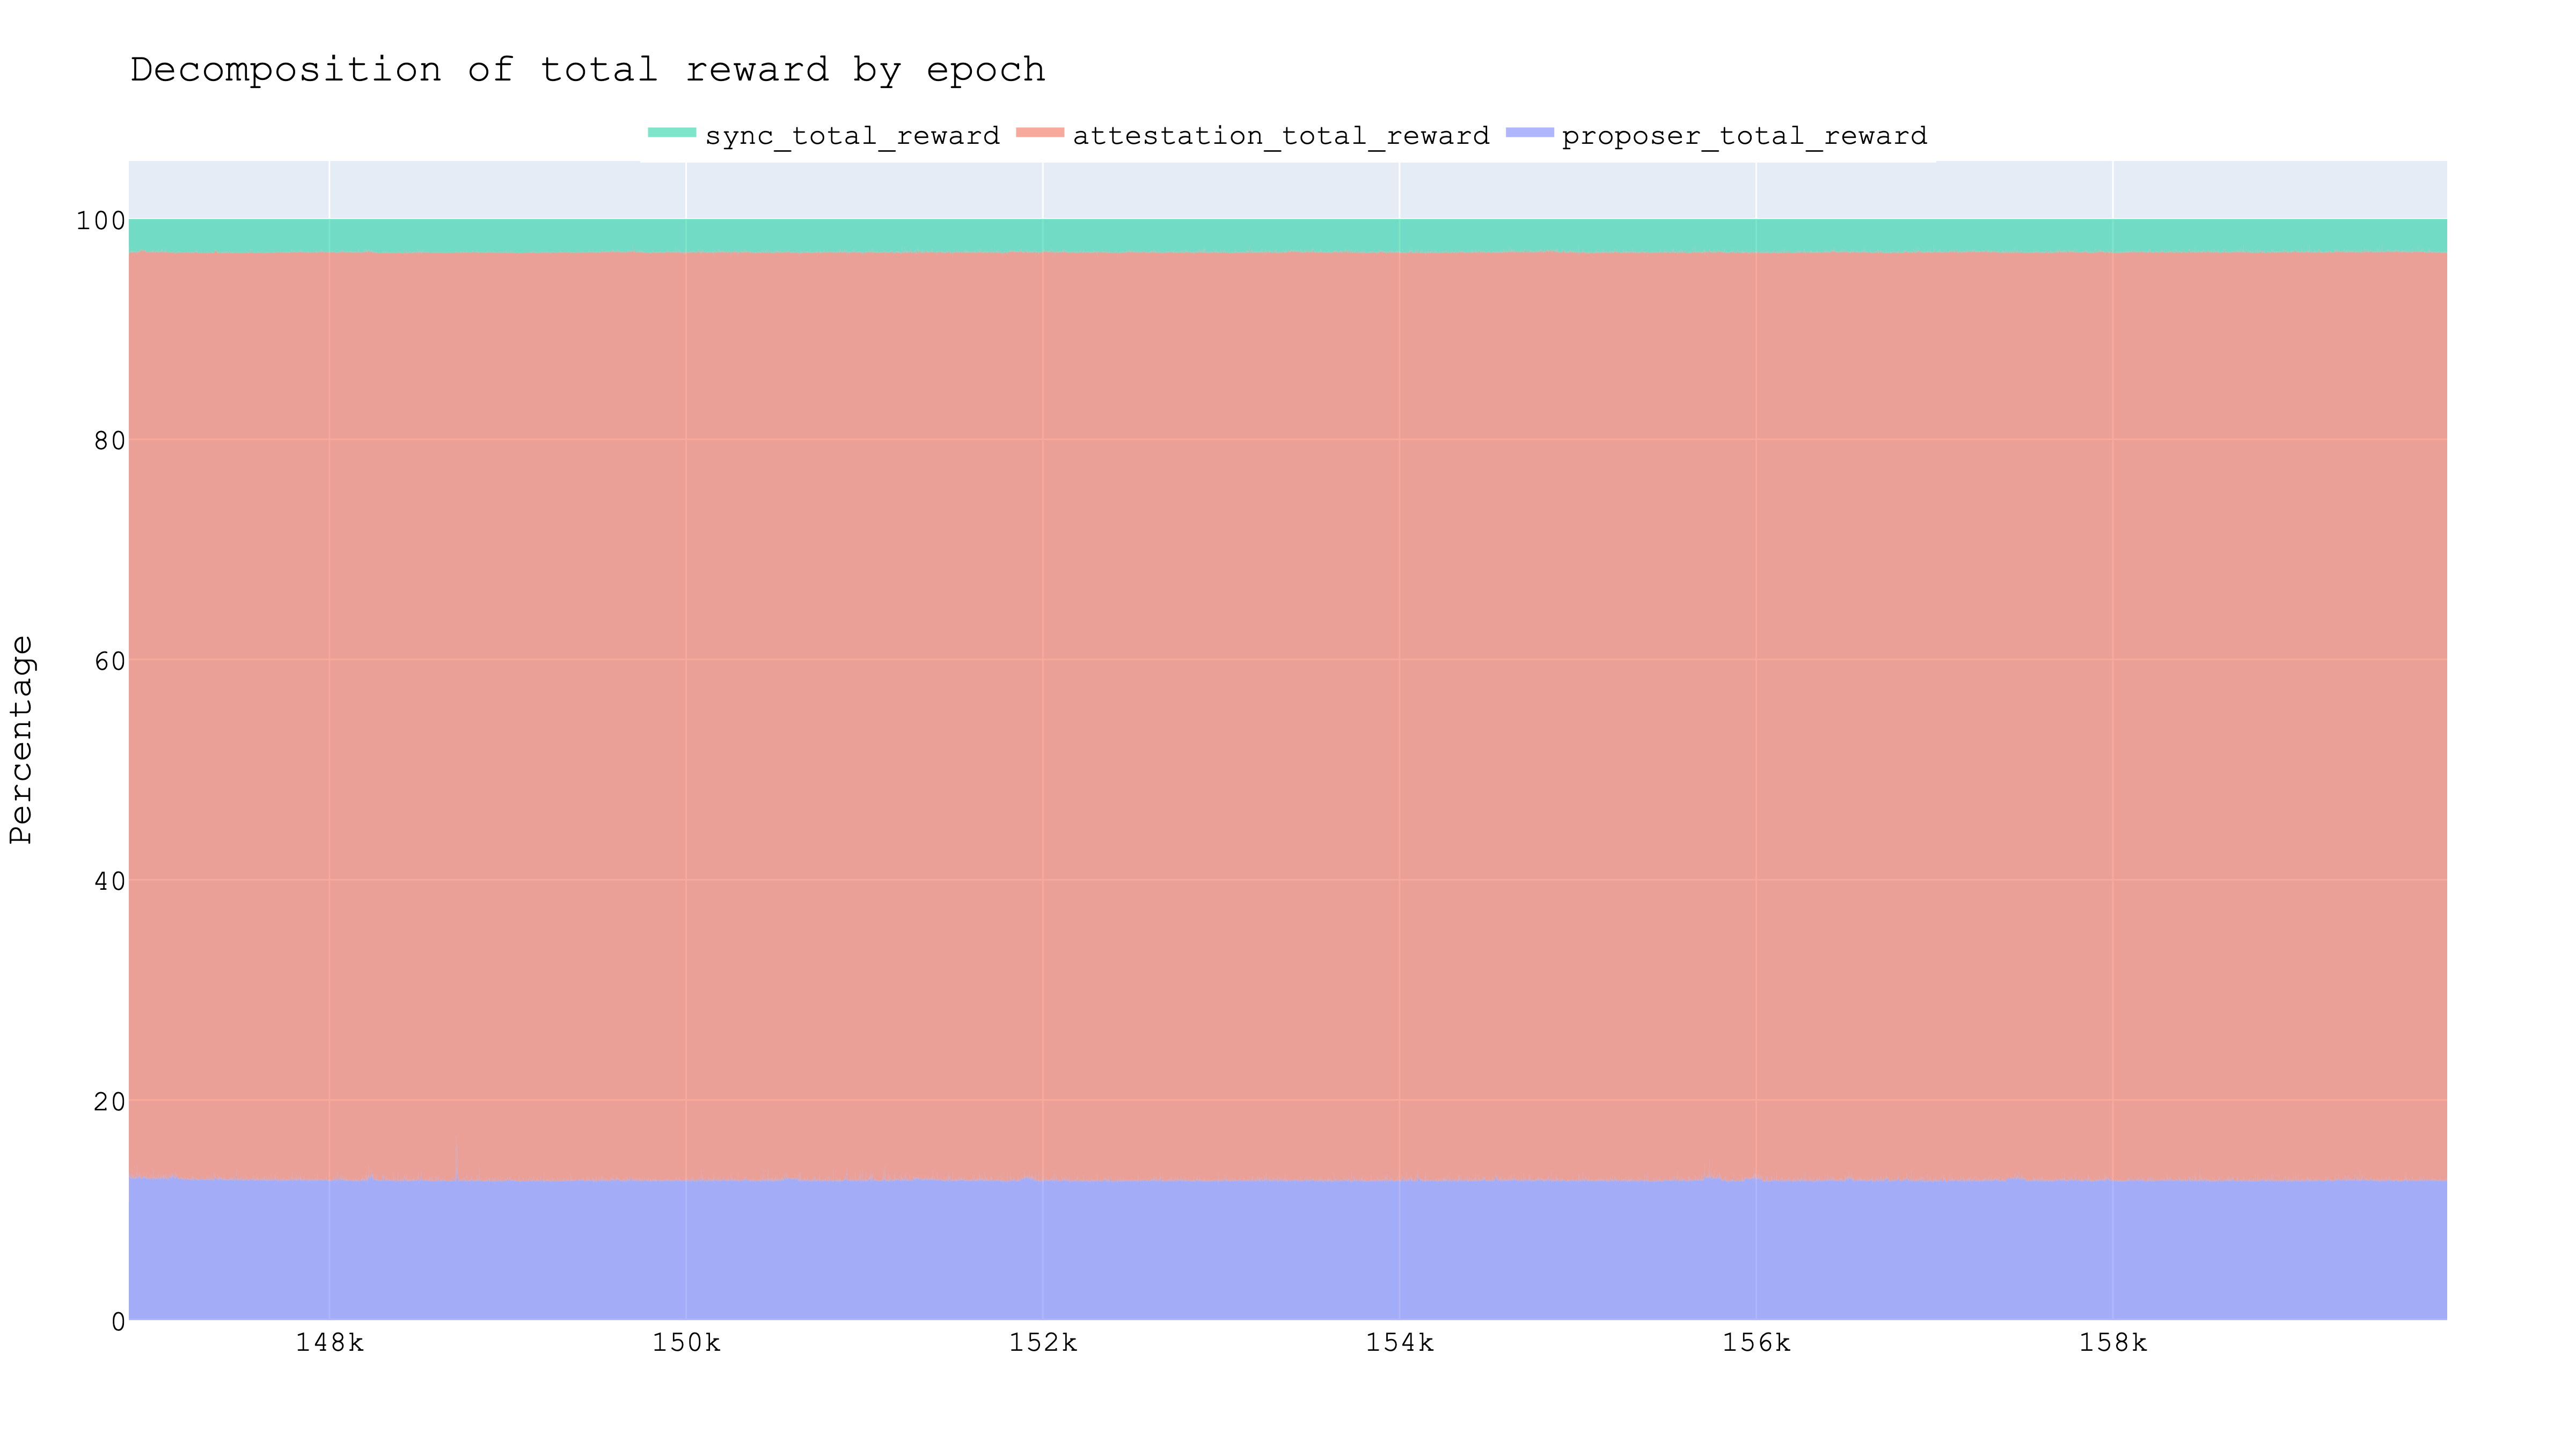 Decomposition of total reward by epoch
sync_total_reward attestation_total_reward proposer_total_reward
Percentage
100
80
60
40
20
0
148k 150k 152k 154k 156k 158k